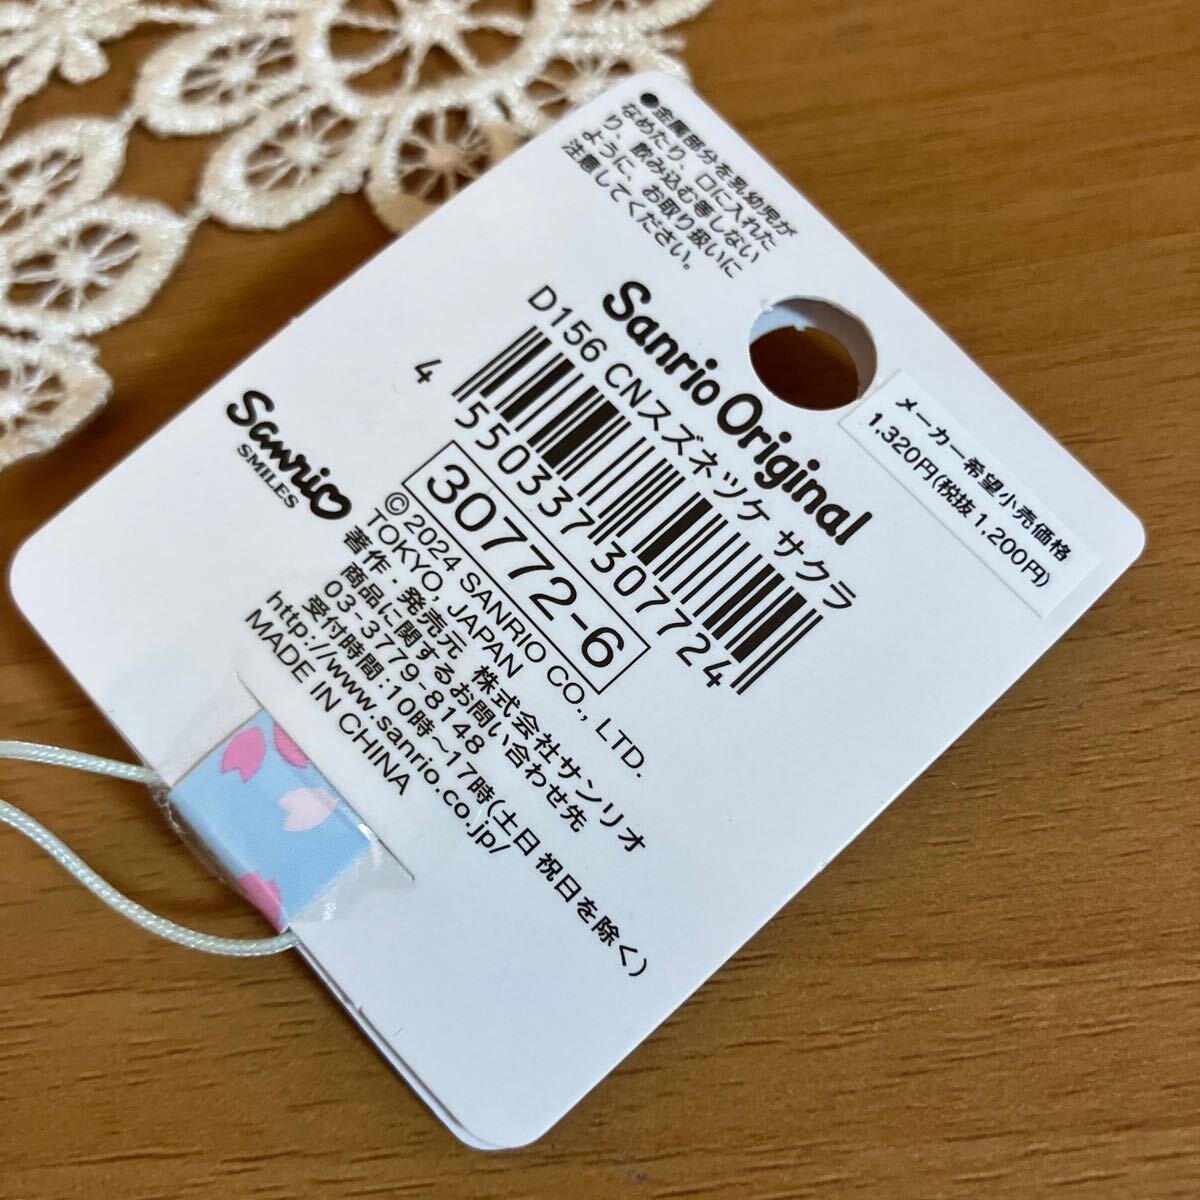 ●金属部分を乳幼児が
なめたり、口に入れた
り、飲み込む等しない
ように、お取り扱いに
注意してください。
Sanrio Original
D156 CNスズネツケ サクラ
4 550337 307724
30772-6
メーカー希望小売価格
1,320円(税抜1,200円)
Sanrio
SMILES
©2024 SANRIO CO., LTD.
TOKYO, JAPAN
著作・発売元 株式会社サンリオ
商品に関するお問い合わせ先
03-3779-8148
受付時間:10時～17時(土日祝日を除く)
http://www.sanrio.co.jp/
MADE IN CHINA